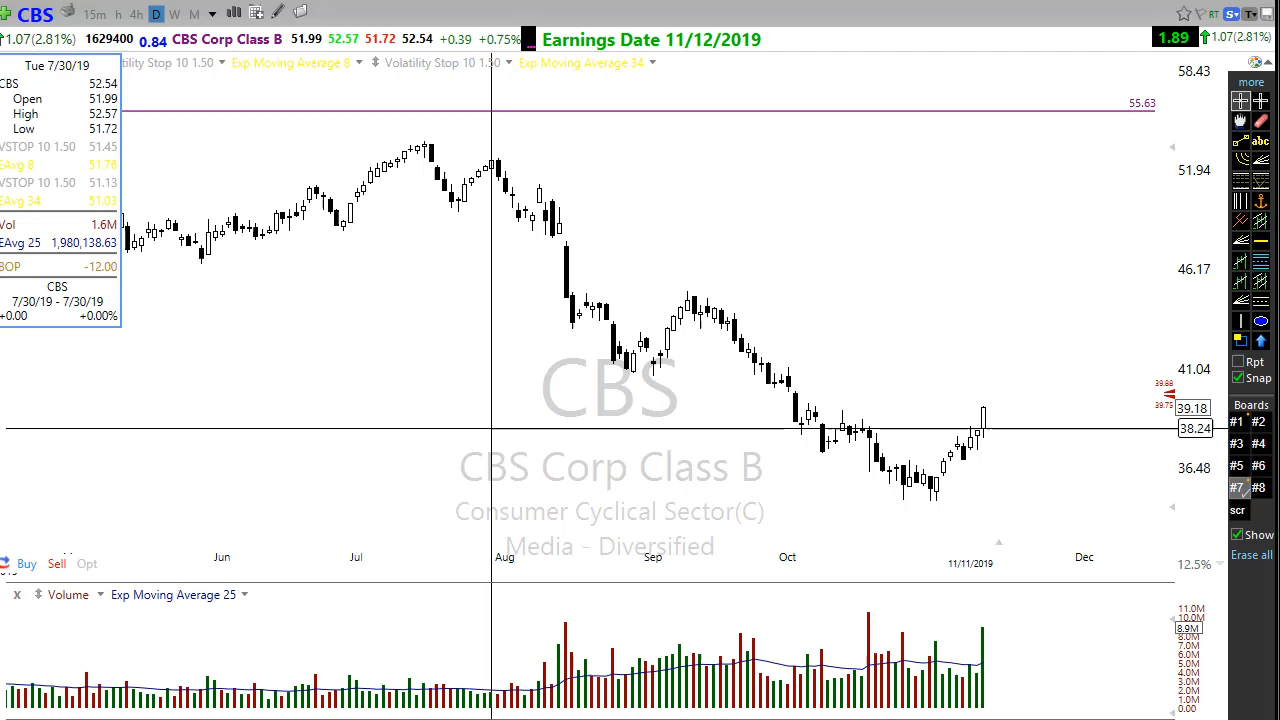 CBS 15m h 4h D W M RT S T
1.07(2.81%) 1629400 0.84 CBS Corp Class B 51.99 52.57 51.72 52.54 +0.39 +0.75% Earnings Date 11/12/2019 1.89 1.07(2.81%)
tility Stop 10 1.50 Exp Moving Average 8 Volatility Stop 10 1.50 Exp Moving Average 34
Tue 7/30/19
CBS 52.54
Open 51.99
High 52.57
Low 51.72
VSTOP 10 1.50 51.45
EAvg 8 51.76
VSTOP 10 1.50 51.13
EAvg 34 51.03
Vol 1.6M
EAvg 25 1,980,138.63
BOP -12.00
CBS
7/30/19 - 7/30/19
+0.00 +0.00%
58.43
55.63
51.94
46.17
41.04
39.88
39.75
39.18
38.24
36.48
12.5%
more
abc
Rpt
Snap
Boards
#1 #2
#3 #4
#5 #6
#7 #8
scr
Show
Erase all
CBS
CBS Corp Class B
Consumer Cyclical Sector(C)
Media - Diversified
Jun Jul Aug Sep Oct 11/11/2019 Dec
Buy Sell Opt
x Volume Exp Moving Average 25
11.0M
10.0M
8.9M
8.0M
7.0M
6.0M
5.0M
4.0M
3.0M
2.0M
1.0M
0.00